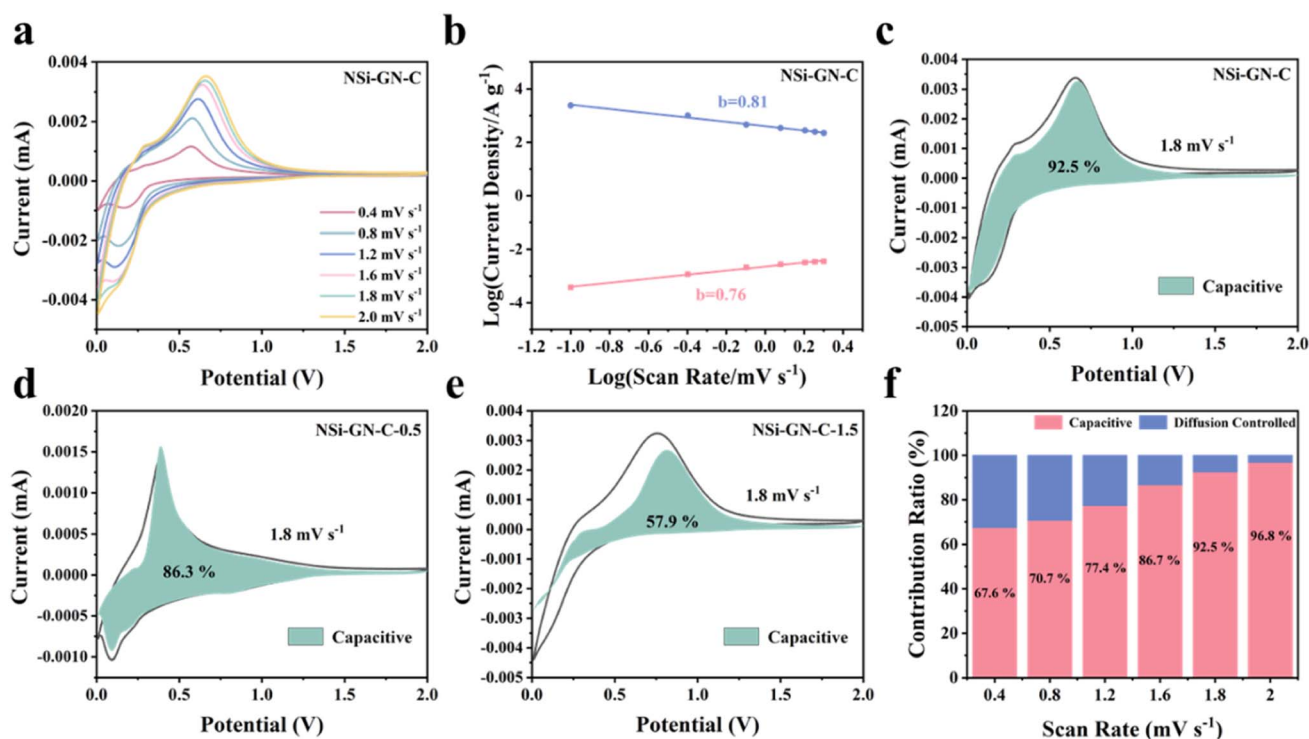 a
NSi-GN-C
0.004
0.002
0.000
-0.002
-0.004
Current (mA)
0.4 mV s⁻¹
0.8 mV s⁻¹
1.2 mV s⁻¹
1.6 mV s⁻¹
1.8 mV s⁻¹
2.0 mV s⁻¹
0.0 0.5 1.0 1.5 2.0
Potential (V)
b
NSi-GN-C
4
2
0
-2
-4
Log(Current Density/A g⁻¹)
b=0.81
b=0.76
-1.2 -1.0 -0.8 -0.6 -0.4 -0.2 0.0 0.2 0.4
Log(Scan Rate/mV s⁻¹)
c
NSi-GN-C
0.004
0.003
0.002
0.001
0.000
-0.001
-0.002
-0.003
-0.004
-0.005
Current (mA)
1.8 mV s⁻¹
92.5 %
Capacitive
0.0 0.5 1.0 1.5 2.0
Potential (V)
d
NSi-GN-C-0.5
0.0020
0.0015
0.0010
0.0005
0.0000
-0.0005
-0.0010
Current (mA)
1.8 mV s⁻¹
86.3 %
Capacitive
0.0 0.5 1.0 1.5 2.0
Potential (V)
e
NSi-GN-C-1.5
0.004
0.003
0.002
0.001
0.000
-0.001
-0.002
-0.003
-0.004
-0.005
Current (mA)
1.8 mV s⁻¹
57.9 %
Capacitive
0.0 0.5 1.0 1.5 2.0
Potential (V)
f
Capacitive Diffusion Controlled
120
100
80
60
40
20
0
Contribution Ratio (%)
67.6 % 70.7 % 77.4 % 86.7 % 92.5 % 96.8 %
0.4 0.8 1.2 1.6 1.8 2
Scan Rate (mV s⁻¹)